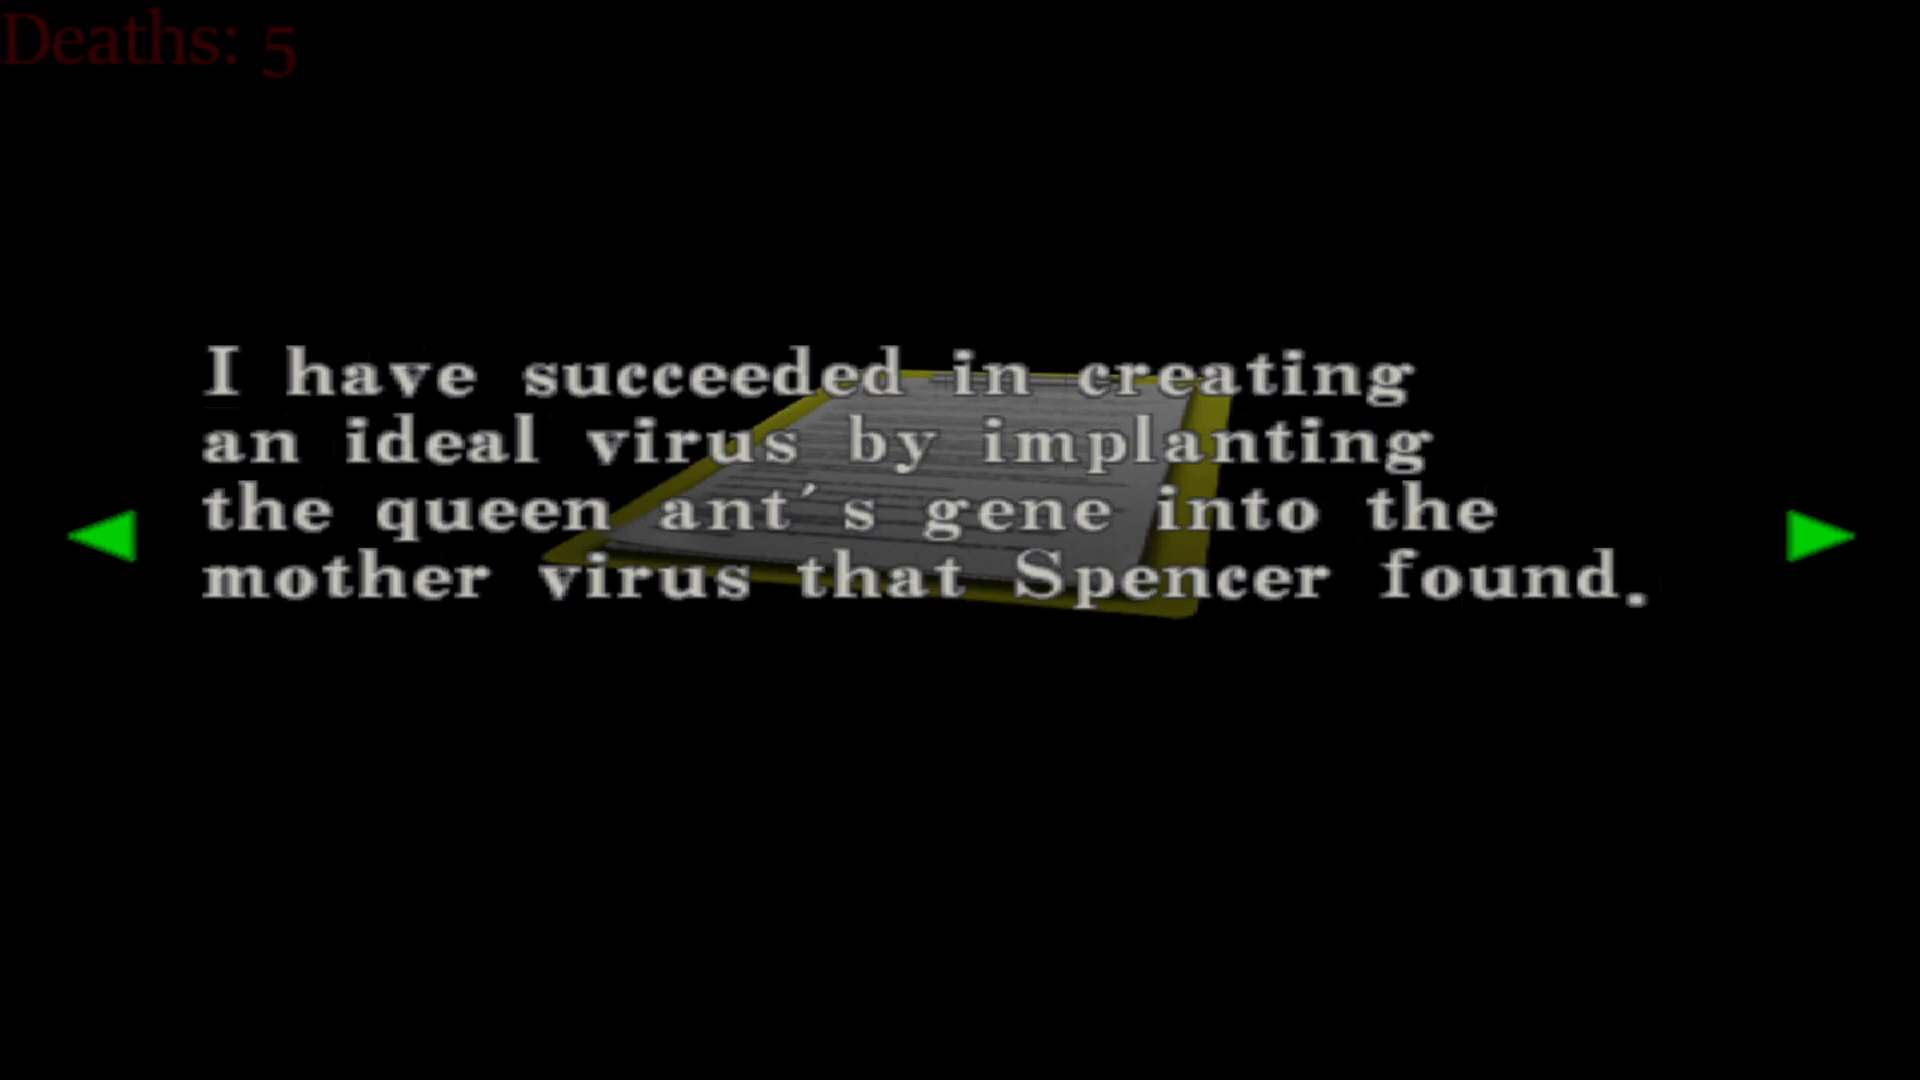 Deaths: 5
I have succeeded in creating
an ideal virus by implanting
the queen ant's gene into the
mother virus that Spencer found.